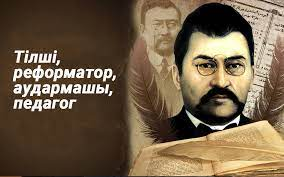 Тілші,
реформатор,
аудармашы,
педагог